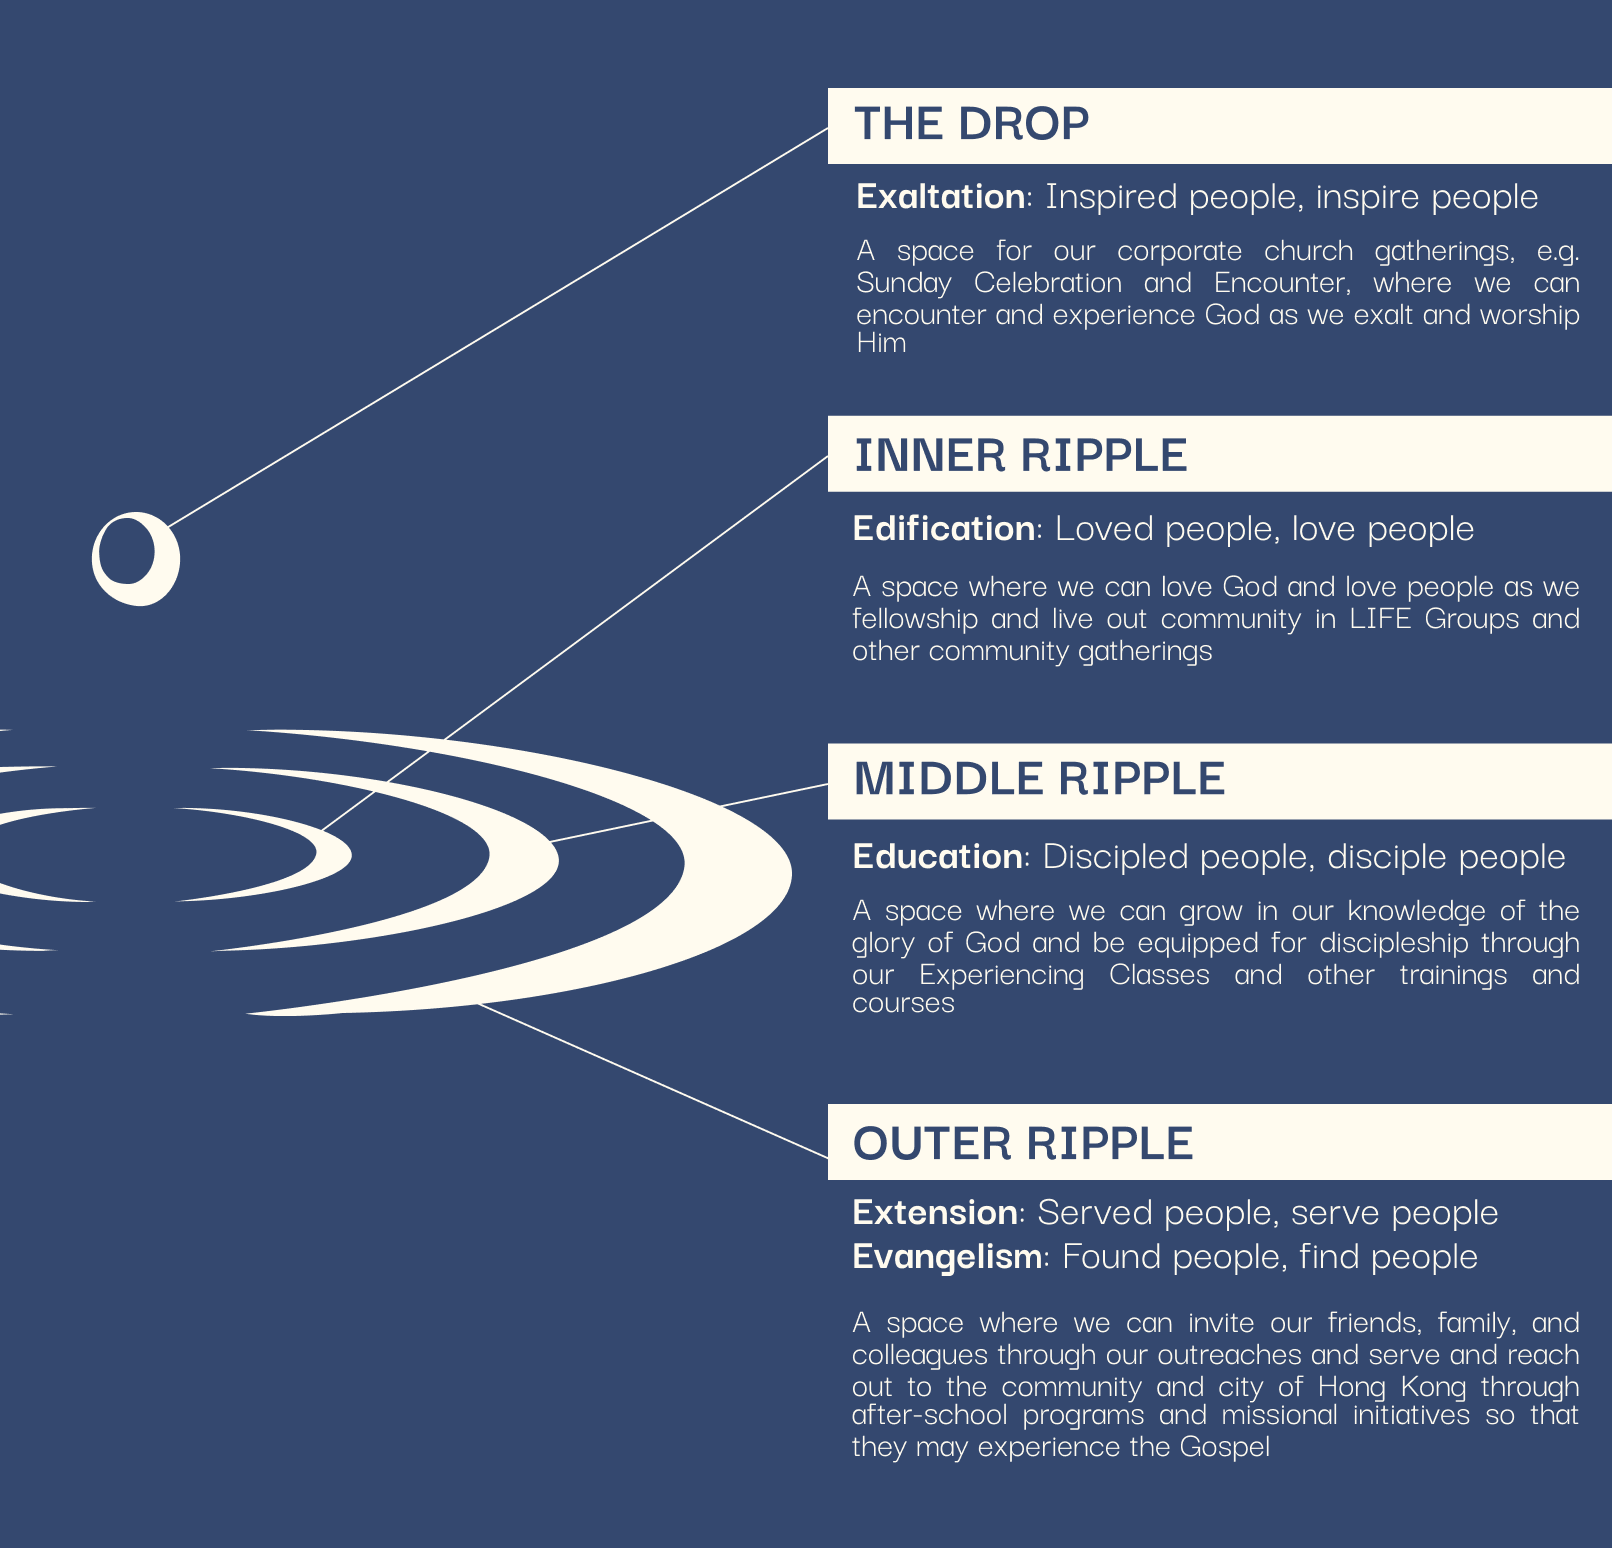 THE DROP
Exaltation: Inspired people, inspire people
A space for our corporate church gatherings, e.g.
Sunday Celebration and Encounter, where we can
encounter and experience God as we exalt and worship
Him
INNER RIPPLE
Edification: Loved people, love people
A space where we can love God and love people as we
fellowship and live out community in LIFE Groups and
other community gatherings
MIDDLE RIPPLE
Education: Discipled people, disciple people
A space where we can grow in our knowledge of the
glory of God and be equipped for discipleship through
our Experiencing Classes and other trainings and
courses
OUTER RIPPLE
Extension: Served people, serve people
Evangelism: Found people, find people
A space where we can invite our friends, family, and
colleagues through our outreaches and serve and reach
out to the community and city of Hong Kong through
after-school programs and missional initiatives so that
they may experience the Gospel